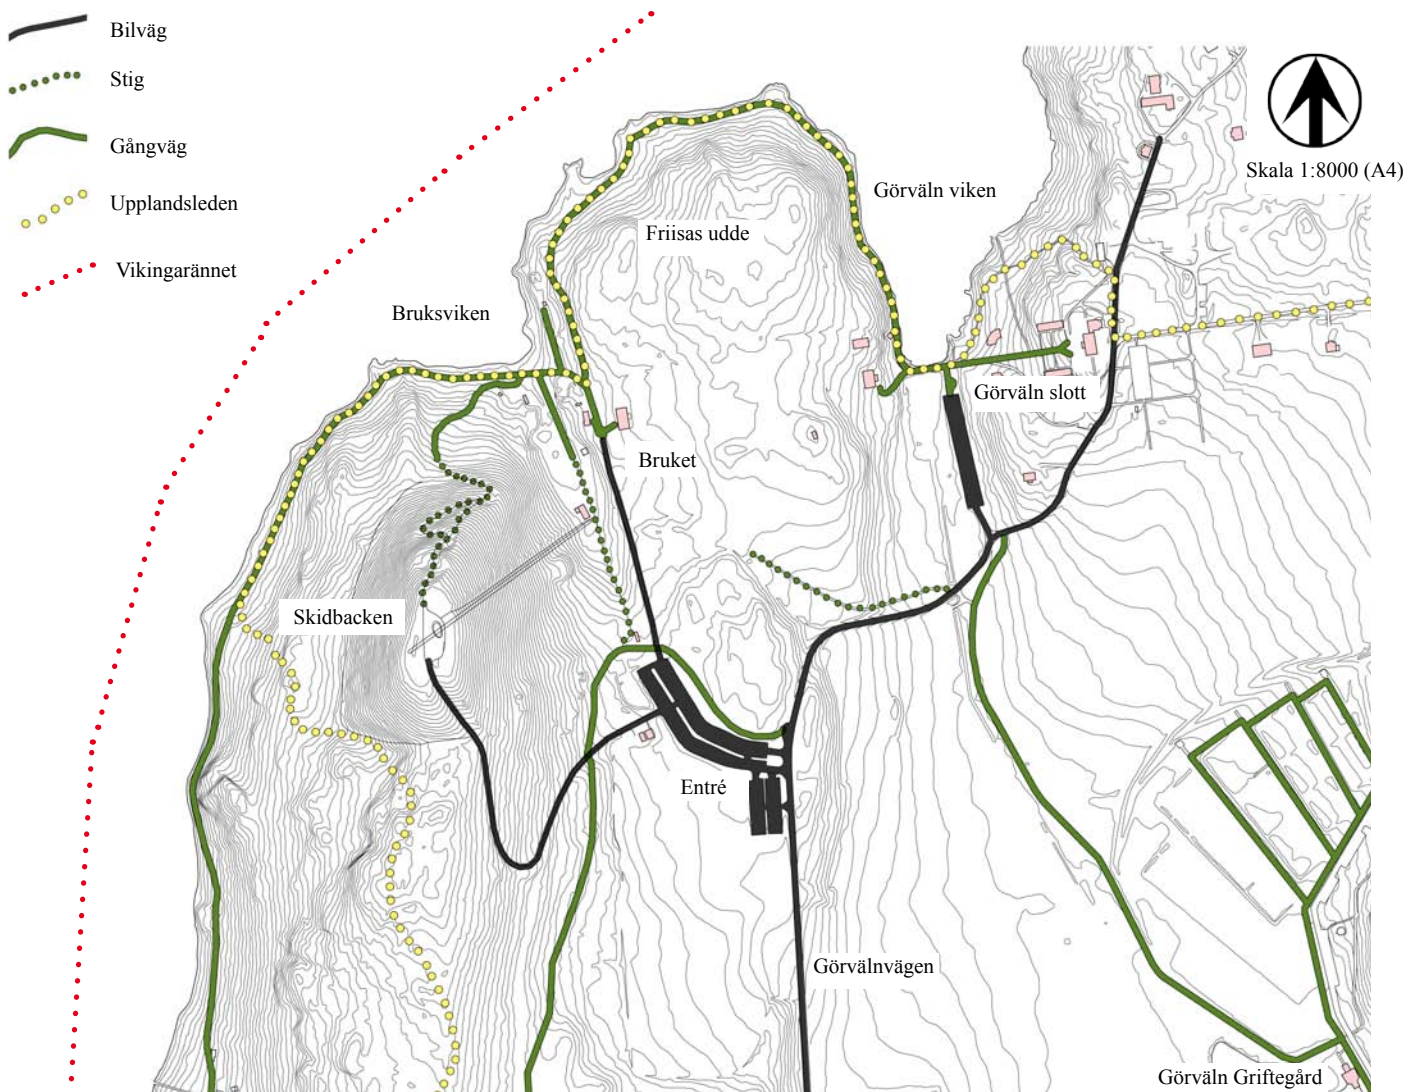 Bilväg
Stig
Gångväg
Upplandsleden
Vikingarännet
Skala 1:8000 (A4)
Görväln viken
Friisas udde
Bruksviken
Görväln slott
Bruket
Skidbacken
Entré
Görvälnvägen
Görväln Griftegård